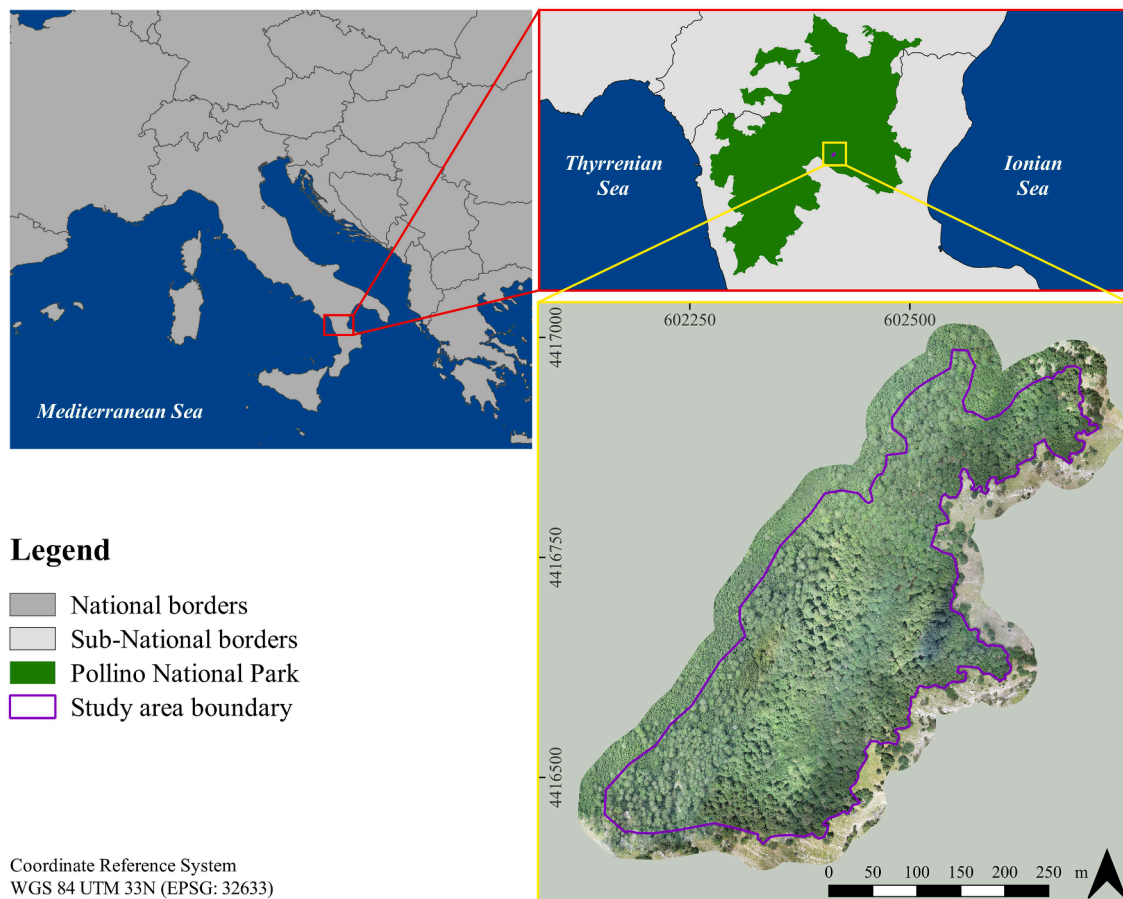 Mediterranean Sea
Thyrrenian
Sea
Ionian
Sea
602250
602500
4417000
4416750
4416500
0 50 100 150 200 250 m
Legend
National borders
Sub-National borders
Pollino National Park
Study area boundary
Coordinate Reference System
WGS 84 UTM 33N (EPSG: 32633)